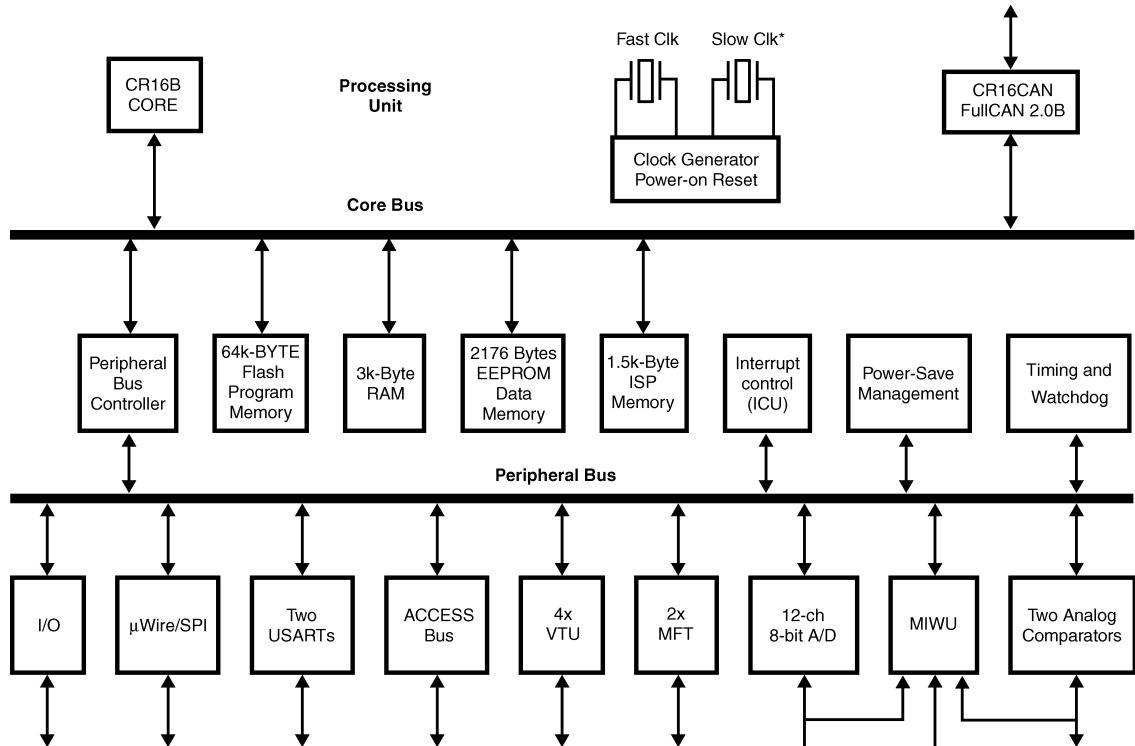 Fast Clk
Slow Clk*
CR16B
CORE
Processing
Unit
CR16CAN
FullCAN 2.0B
Clock Generator
Power-on Reset
Core Bus
Peripheral
Bus
Controller
64k-BYTE
Flash
Program
Memory
3k-Byte
RAM
2176 Bytes
EEPROM
Data
Memory
1.5k-Byte
ISP
Memory
Interrupt
control
(ICU)
Power-Save
Management
Timing and
Watchdog
Peripheral Bus
I/O
µWire/SPI
Two
USARTs
ACCESS
Bus
4x
VTU
2x
MFT
12-ch
8-bit A/D
MIWU
Two Analog
Comparators